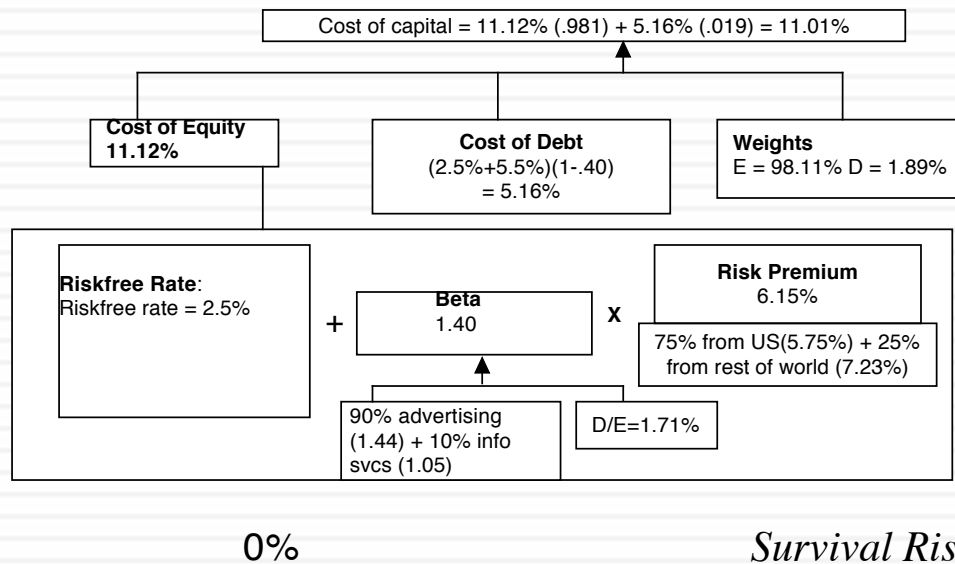 Cost of capital = 11.12% (.981) + 5.16% (.019) = 11.01%
Cost of Equity
11.12%
Cost of Debt
(2.5%+5.5%)(1-.40)
= 5.16%
Weights
E = 98.11% D = 1.89%
Riskfree Rate:
Riskfree rate = 2.5%
+
Beta
1.40
X
Risk Premium
6.15%
75% from US(5.75%) + 25%
from rest of world (7.23%)
90% advertising
(1.44) + 10% info
svcs (1.05)
D/E=1.71%
0%
Survival Ris